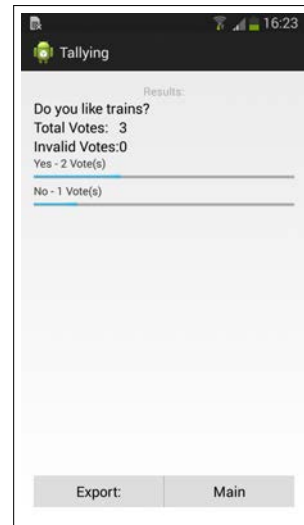 16:23
Tallying
Results:
Do you like trains?
Total Votes: 3
Invalid Votes:0
Yes - 2 Vote(s)
No - 1 Vote(s)
Export: Main